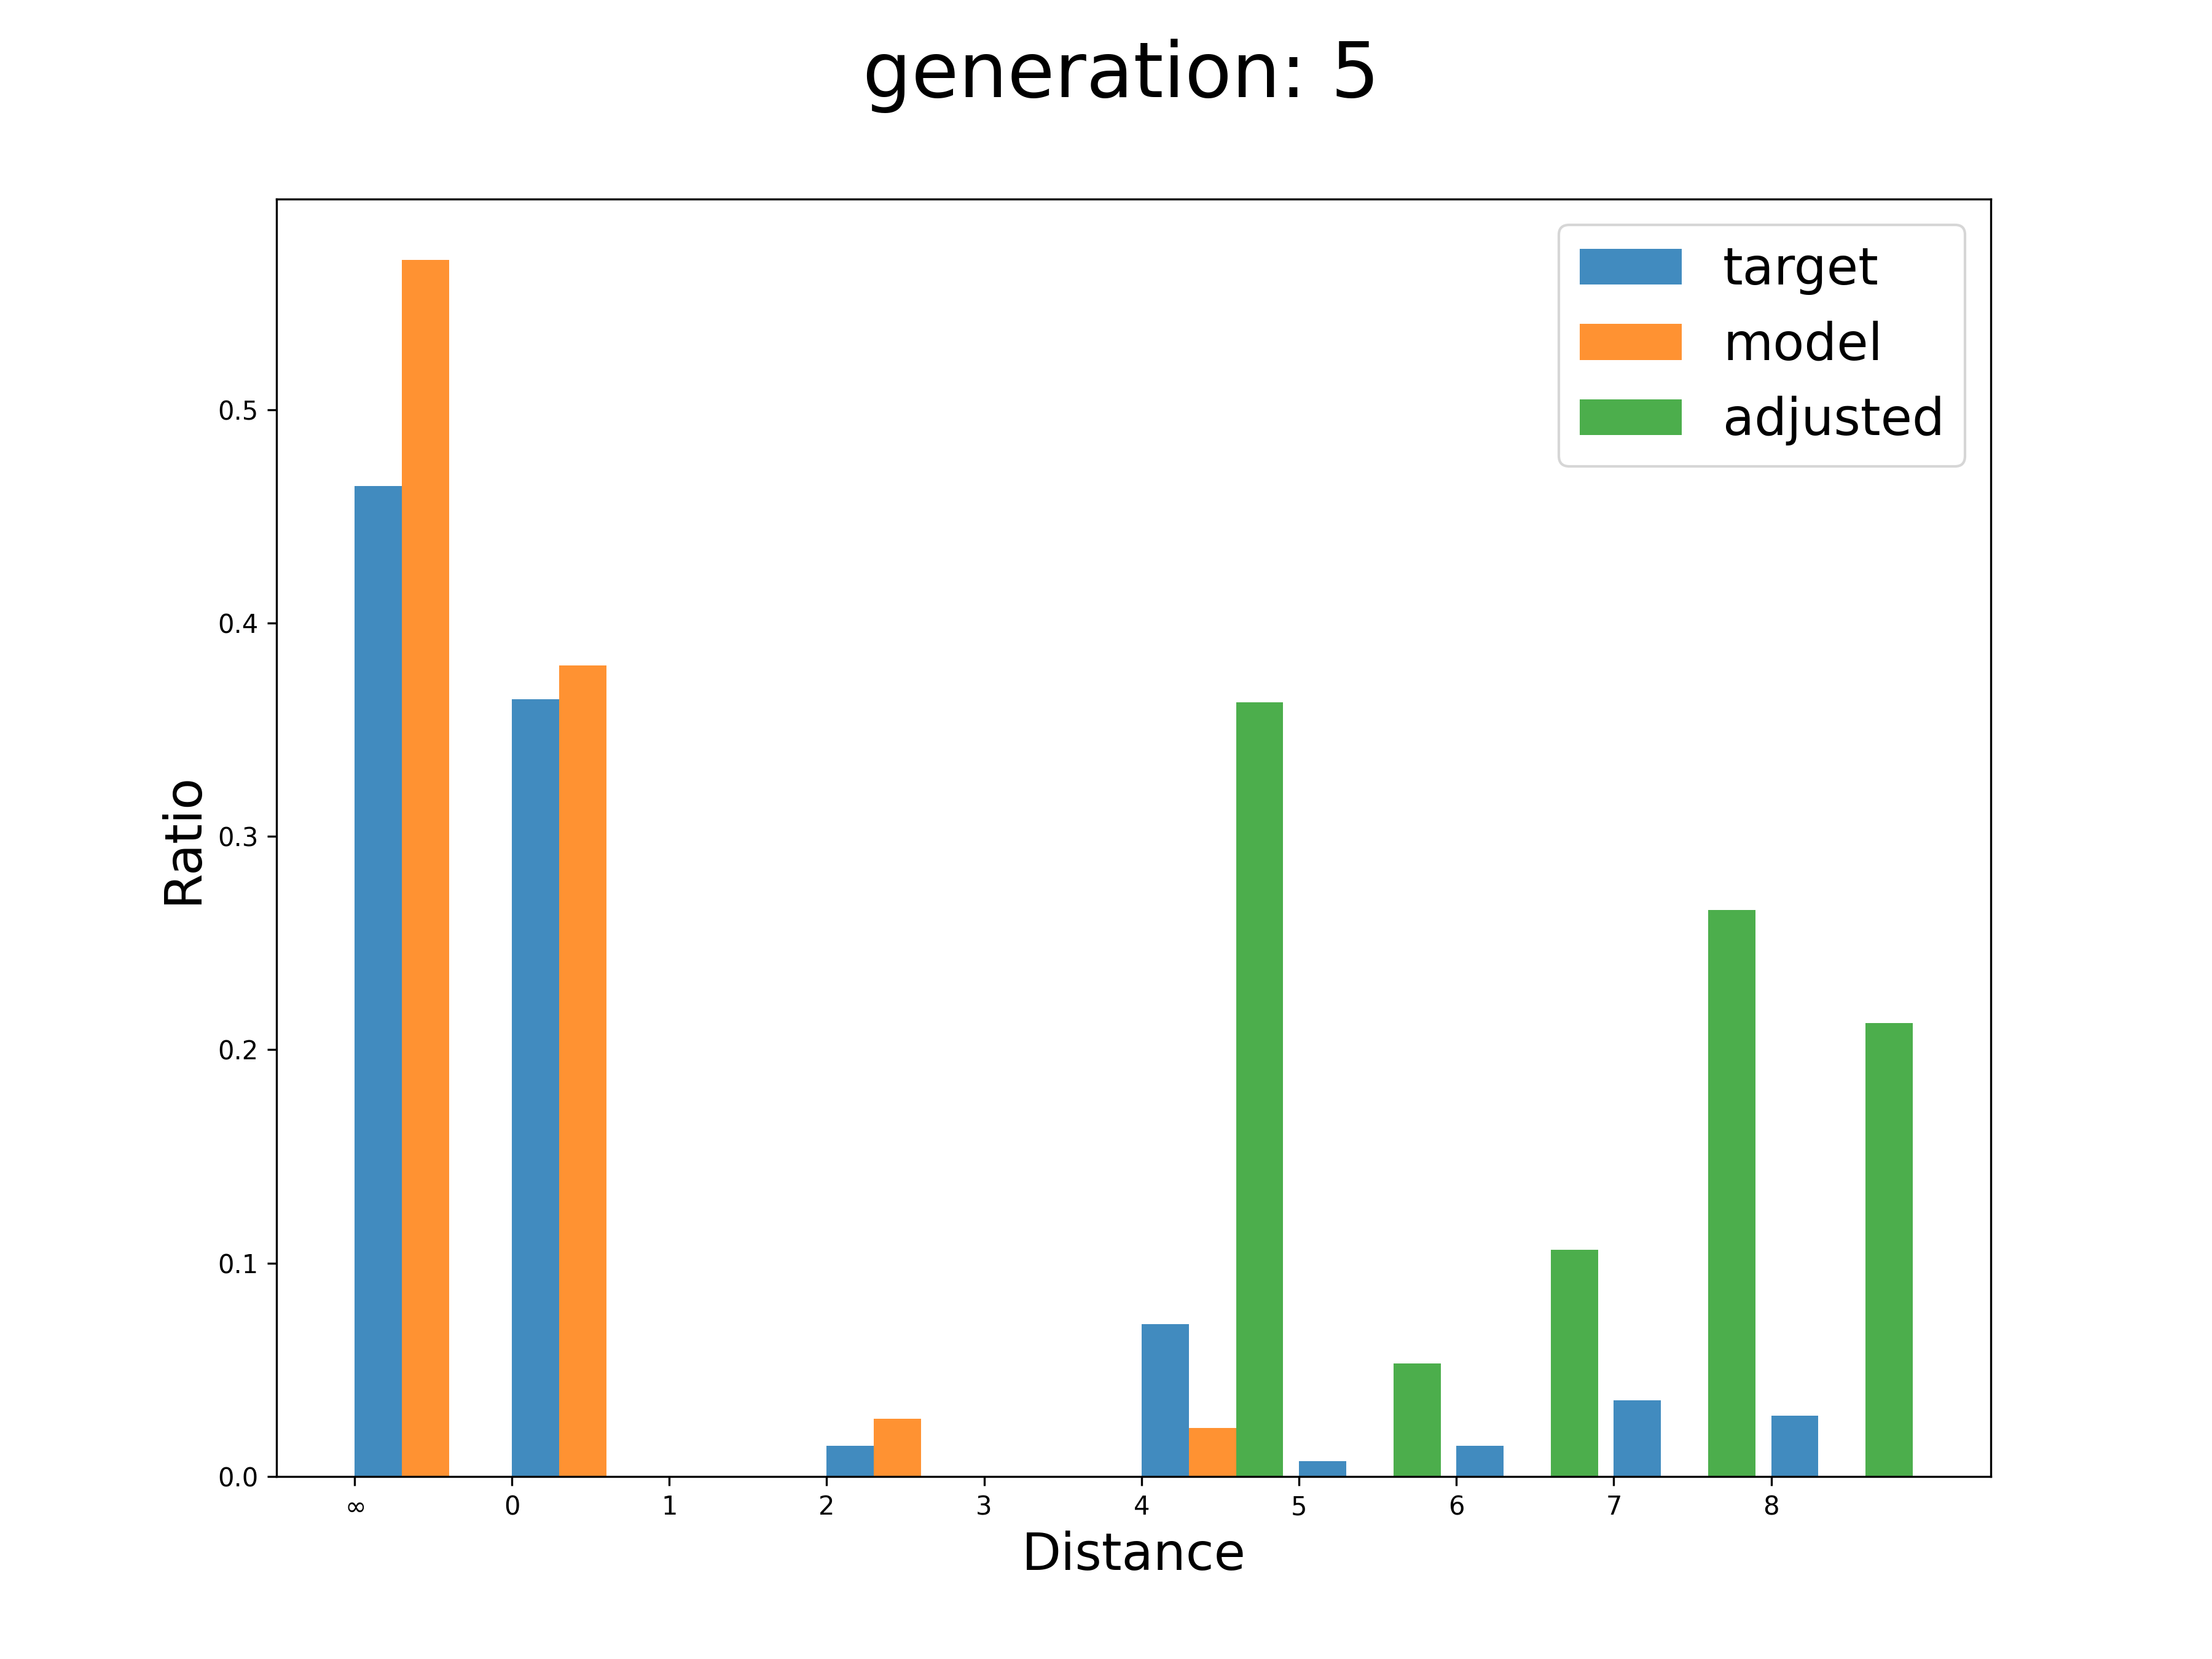 generation: 5
target
model
adjusted
Ratio
0.5
0.4
0.3
0.2
0.1
0.0
∞ 0 1 2 3 4 5 6 7 8
Distance